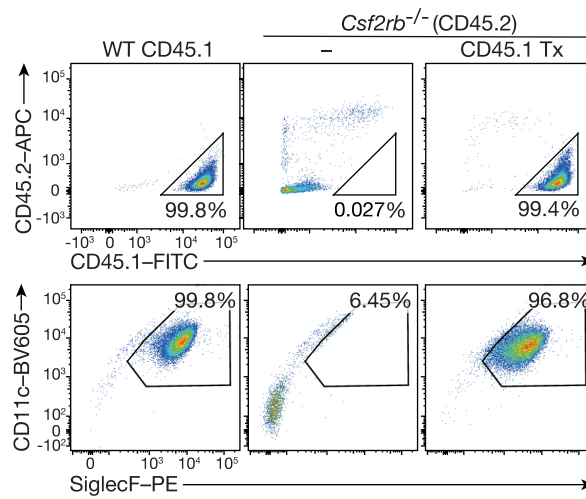 Csf2rb-/- (CD45.2)
WT CD45.1
–
CD45.1 Tx
CD45.2–APC
10^5
10^4
10^3
0
-10^3
99.8%
0.027%
99.4%
-10^3 0 10^3 10^4 10^5
CD45.1–FITC
CD11c–BV605
10^5
10^4
10^3
10^2
-10^2
99.8%
6.45%
96.8%
0 10^3 10^4 10^5
SiglecF–PE